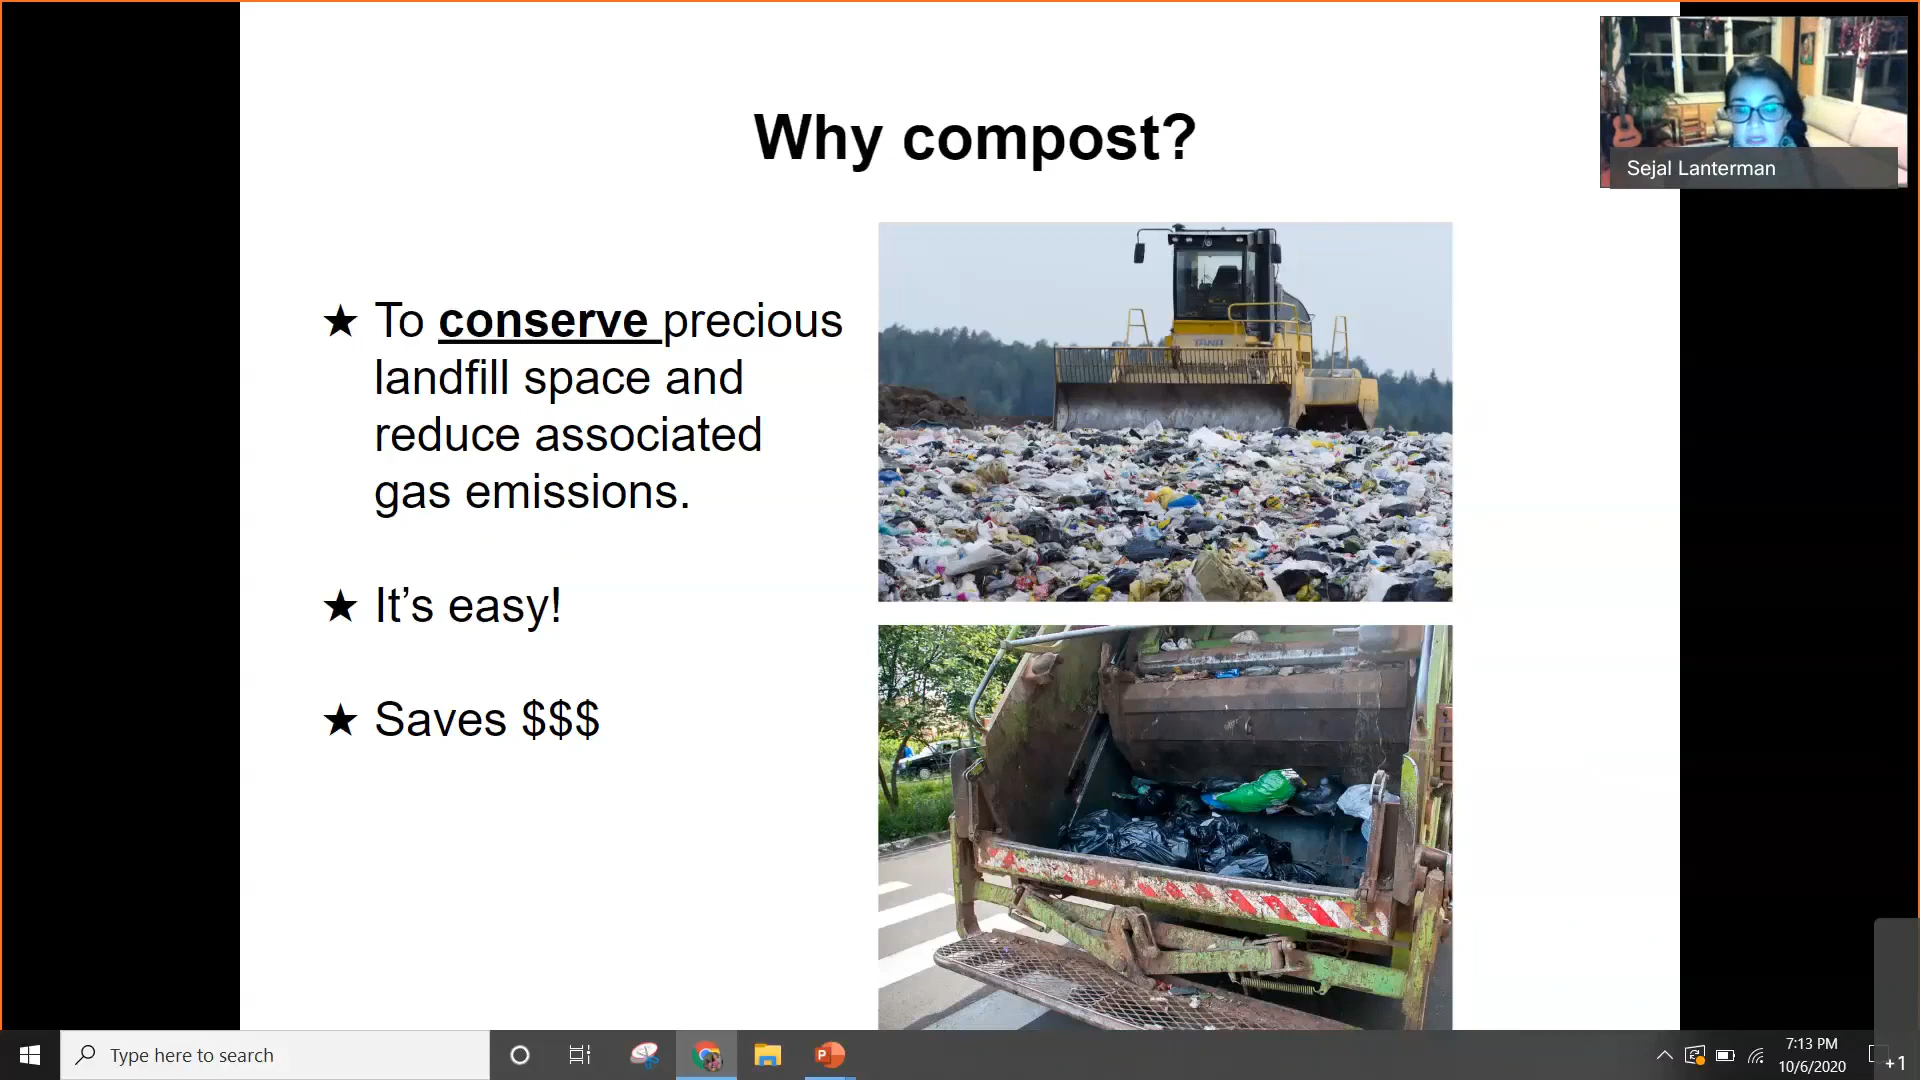 Why compost?
Sejal Lanterman
★ To conserve precious
landfill space and
reduce associated
gas emissions.
★ It’s easy!
★ Saves $$$
TANA
Type here to search
P
7:13 PM
10/6/2020
+1